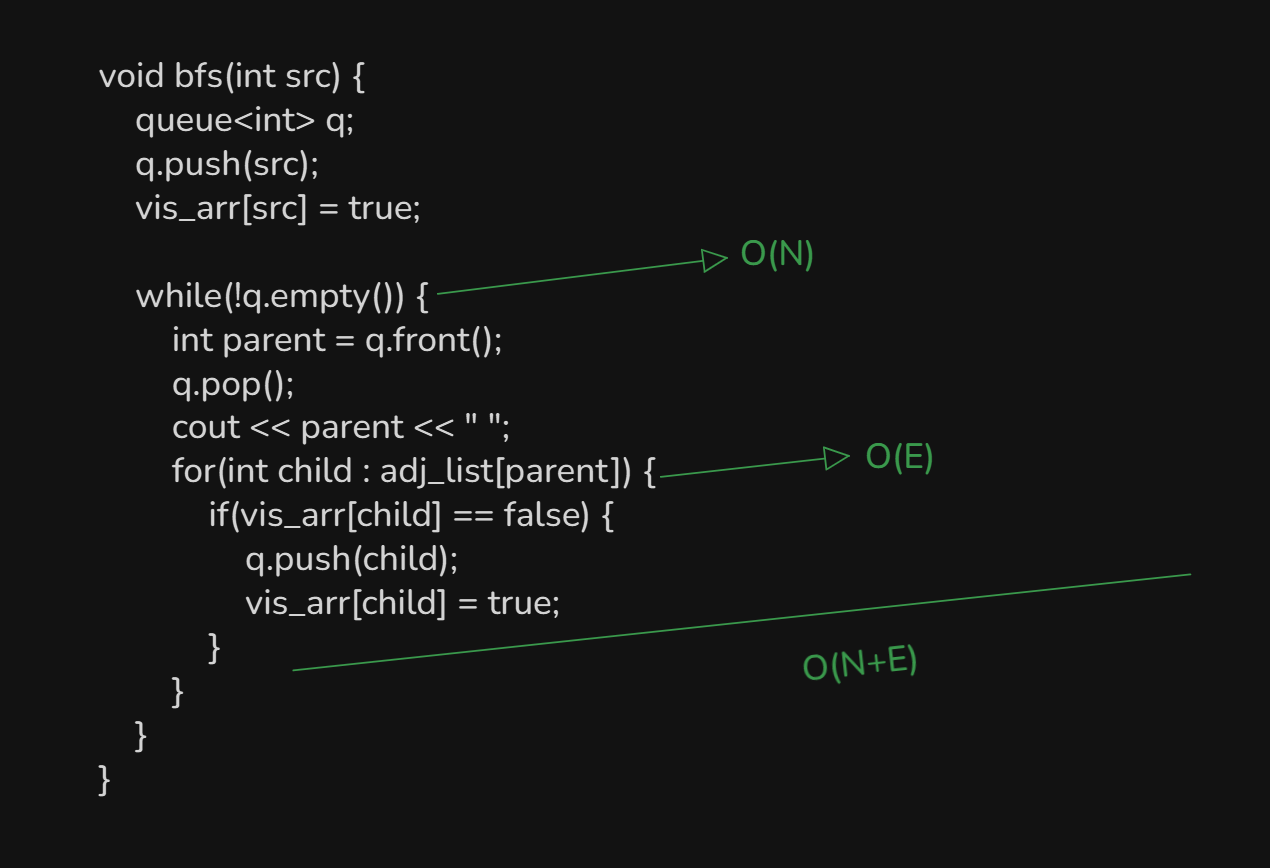 void bfs(int src) {
queue<int> q;
q.push(src);
vis_arr[src] = true;
O(N)
while(!q.empty()) {
int parent = q.front();
q.pop();
cout << parent << " ";
O(E)
for(int child : adj_list[parent]) {
if(vis_arr[child] == false) {
q.push(child);
vis_arr[child] = true;
}
O(N+E)
}
}
}